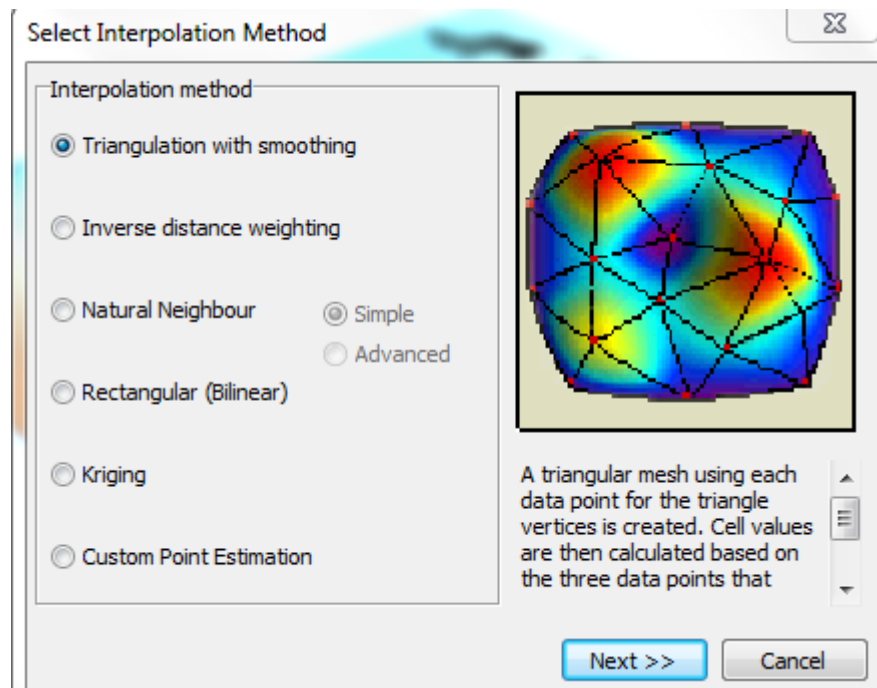 Select Interpolation Method
Interpolation method
Triangulation with smoothing
Inverse distance weighting
Natural Neighbour
Simple
Advanced
Rectangular (Bilinear)
Kriging
Custom Point Estimation
A triangular mesh using each
data point for the triangle
vertices is created. Cell values
are then calculated based on
the three data points that
Next >>
Cancel